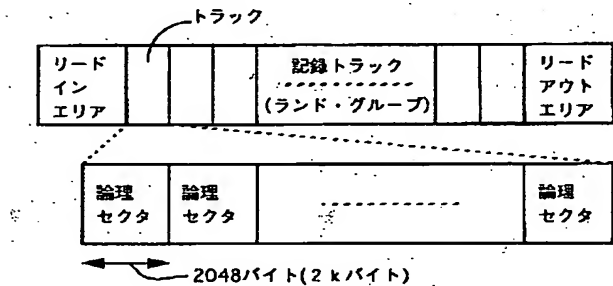 トラック
リード
イン
エリア
記録トラック
(ランド・グルーブ)
リード
アウト
エリア
論理
セクタ
論理
セクタ
論理
セクタ
2048バイト(2kバイト)